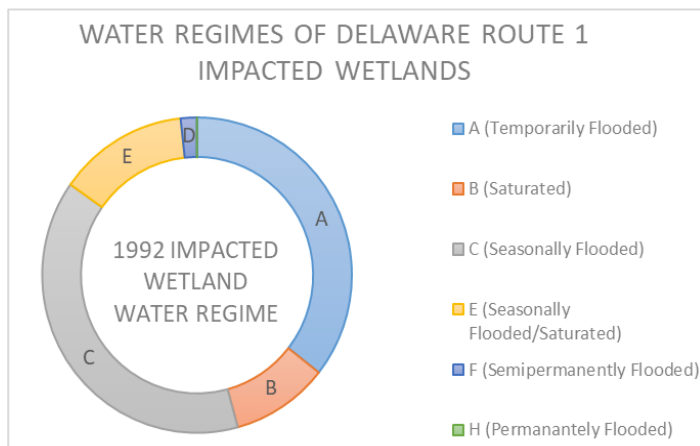 WATER REGIMES OF DELAWARE ROUTE 1
IMPACTED WETLANDS
D
E
A
1992 IMPACTED
WETLAND
WATER REGIME
C
B
A (Temporarily Flooded)
B (Saturated)
C (Seasonally Flooded)
E (Seasonally
Flooded/Saturated)
F (Semipermanently Flooded)
H (Permanantely Flooded)